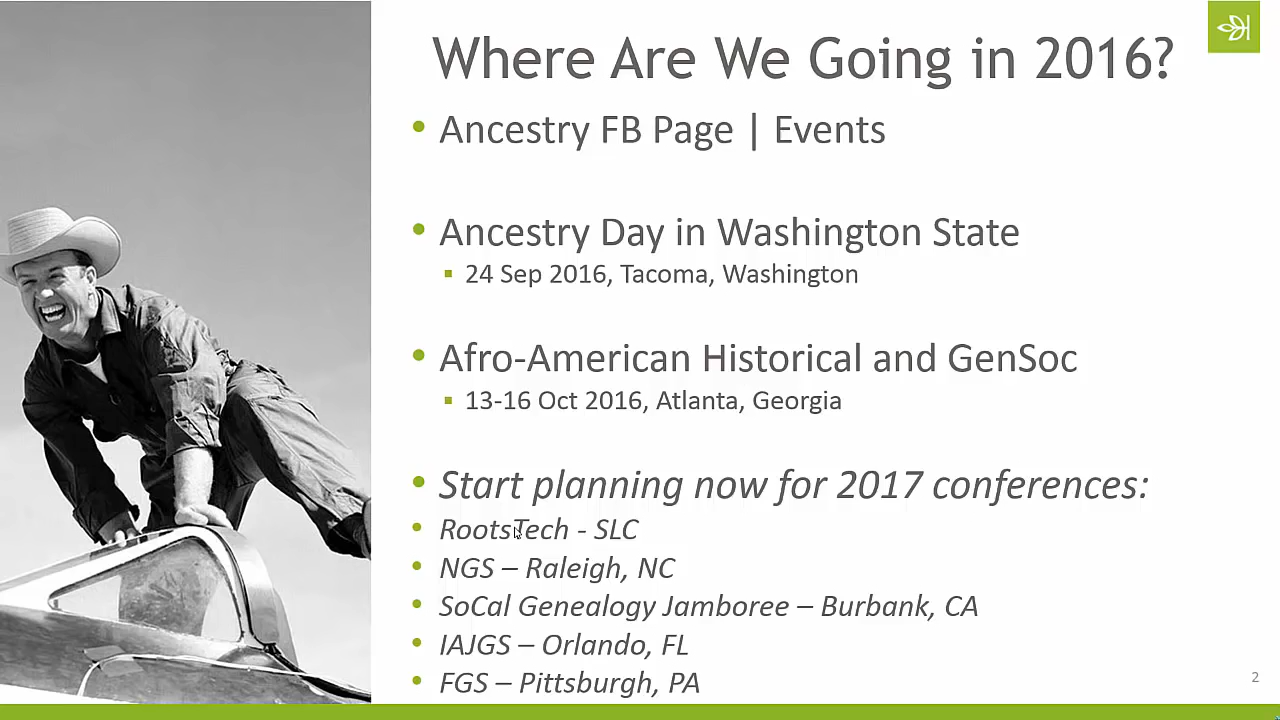 Where Are We Going in 2016?
• Ancestry FB Page | Events
• Ancestry Day in Washington State
▪ 24 Sep 2016, Tacoma, Washington
• Afro-American Historical and GenSoc
▪ 13-16 Oct 2016, Atlanta, Georgia
• Start planning now for 2017 conferences:
• RootsTech - SLC
• NGS – Raleigh, NC
• SoCal Genealogy Jamboree – Burbank, CA
• IAJGS – Orlando, FL
• FGS – Pittsburgh, PA
2